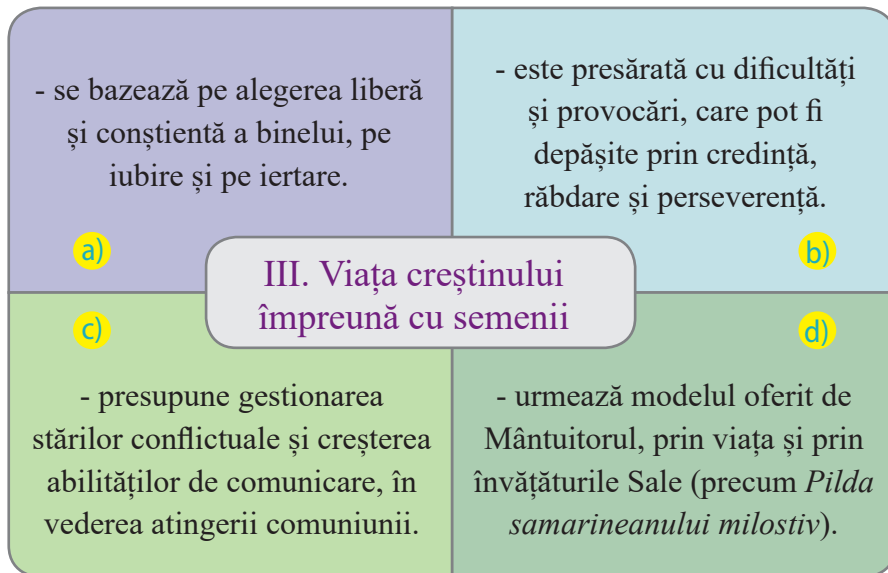 - se bazează pe alegerea liberă
și conștientă a binelui, pe
iubire și pe iertare.
a)
- este presărată cu dificultăți
și provocări, care pot fi
depășite prin credință,
răbdare și perseverență.
b)
III. Viața creștinului
împreună cu semenii
c)
- presupune gestionarea
stărilor conflictuale și creșterea
abilităților de comunicare, în
vederea atingerii comuniunii.
d)
- urmează modelul oferit de
Mântuitorul, prin viața și prin
învățăturile Sale (precum Pilda
samarineanului milostiv).